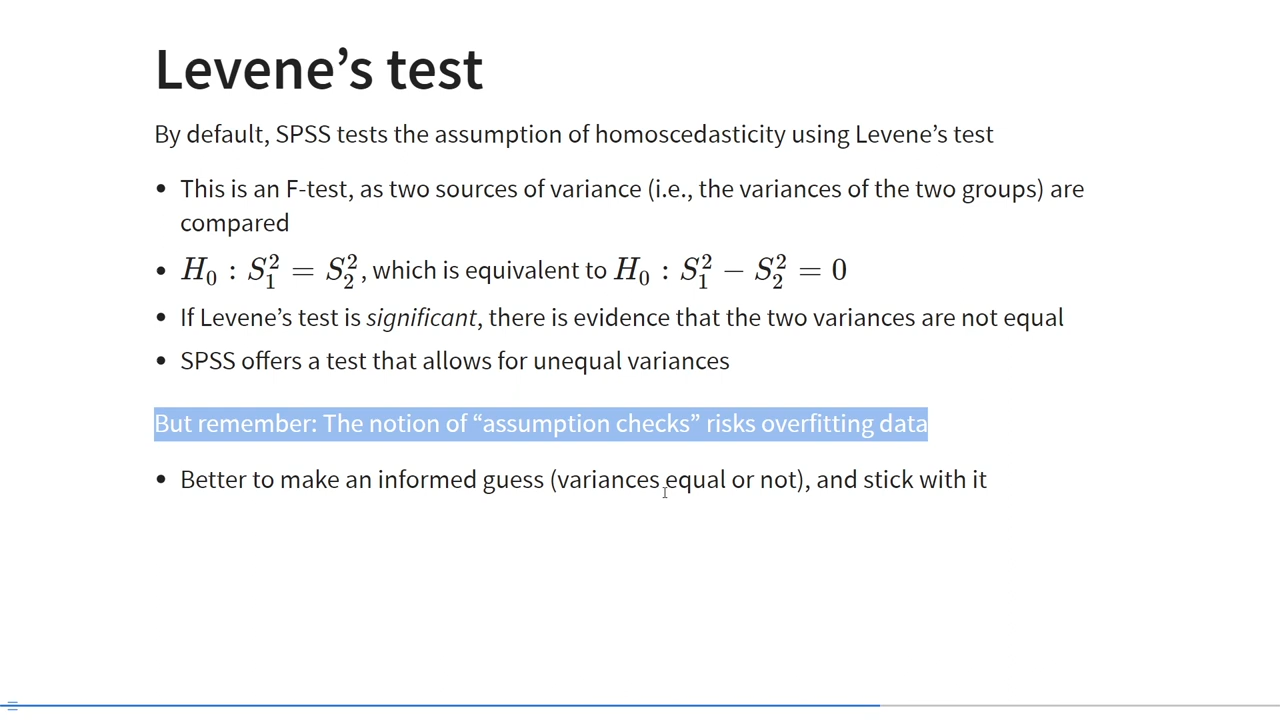 Levene’s test
By default, SPSS tests the assumption of homoscedasticity using Levene’s test
• This is an F-test, as two sources of variance (i.e., the variances of the two groups) are
compared
• H₀ : S₁² = S₂², which is equivalent to H₀ : S₁² − S₂² = 0
• If Levene’s test is significant, there is evidence that the two variances are not equal
• SPSS offers a test that allows for unequal variances
But remember: The notion of “assumption checks” risks overfitting data
• Better to make an informed guess (variances equal or not), and stick with it